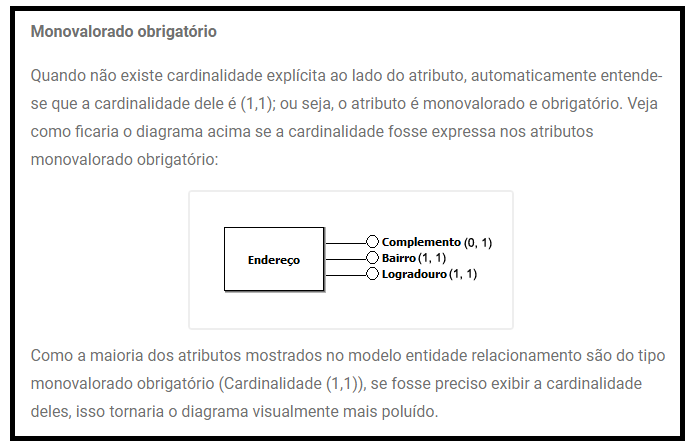 Monovalorado obrigatório
Quando não existe cardinalidade explícita ao lado do atributo, automaticamente entende-
se que a cardinalidade dele é (1,1); ou seja, o atributo é monovalorado e obrigatório. Veja
como ficaria o diagrama acima se a cardinalidade fosse expressa nos atributos
monovalorado obrigatório:
Endereço
Complemento (0, 1)
Bairro (1, 1)
Logradouro (1, 1)
Como a maioria dos atributos mostrados no modelo entidade relacionamento são do tipo
monovalorado obrigatório (Cardinalidade (1,1)), se fosse preciso exibir a cardinalidade
deles, isso tornaria o diagrama visualmente mais poluído.